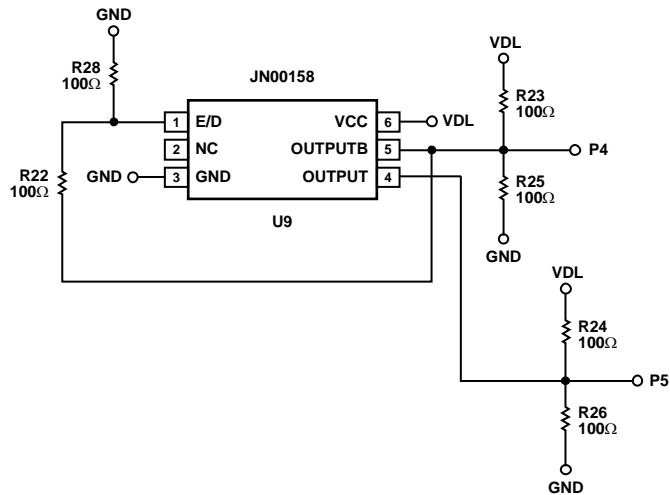 GND
R28
100Ω
JN00158
VDL
R23
100Ω
1 E/D VCC 6 VDL
2 NC OUTPUTB 5 P4
GND 3 GND OUTPUT 4
R22
100Ω
R25
100Ω
U9
GND
VDL
R24
100Ω
P5
R26
100Ω
GND